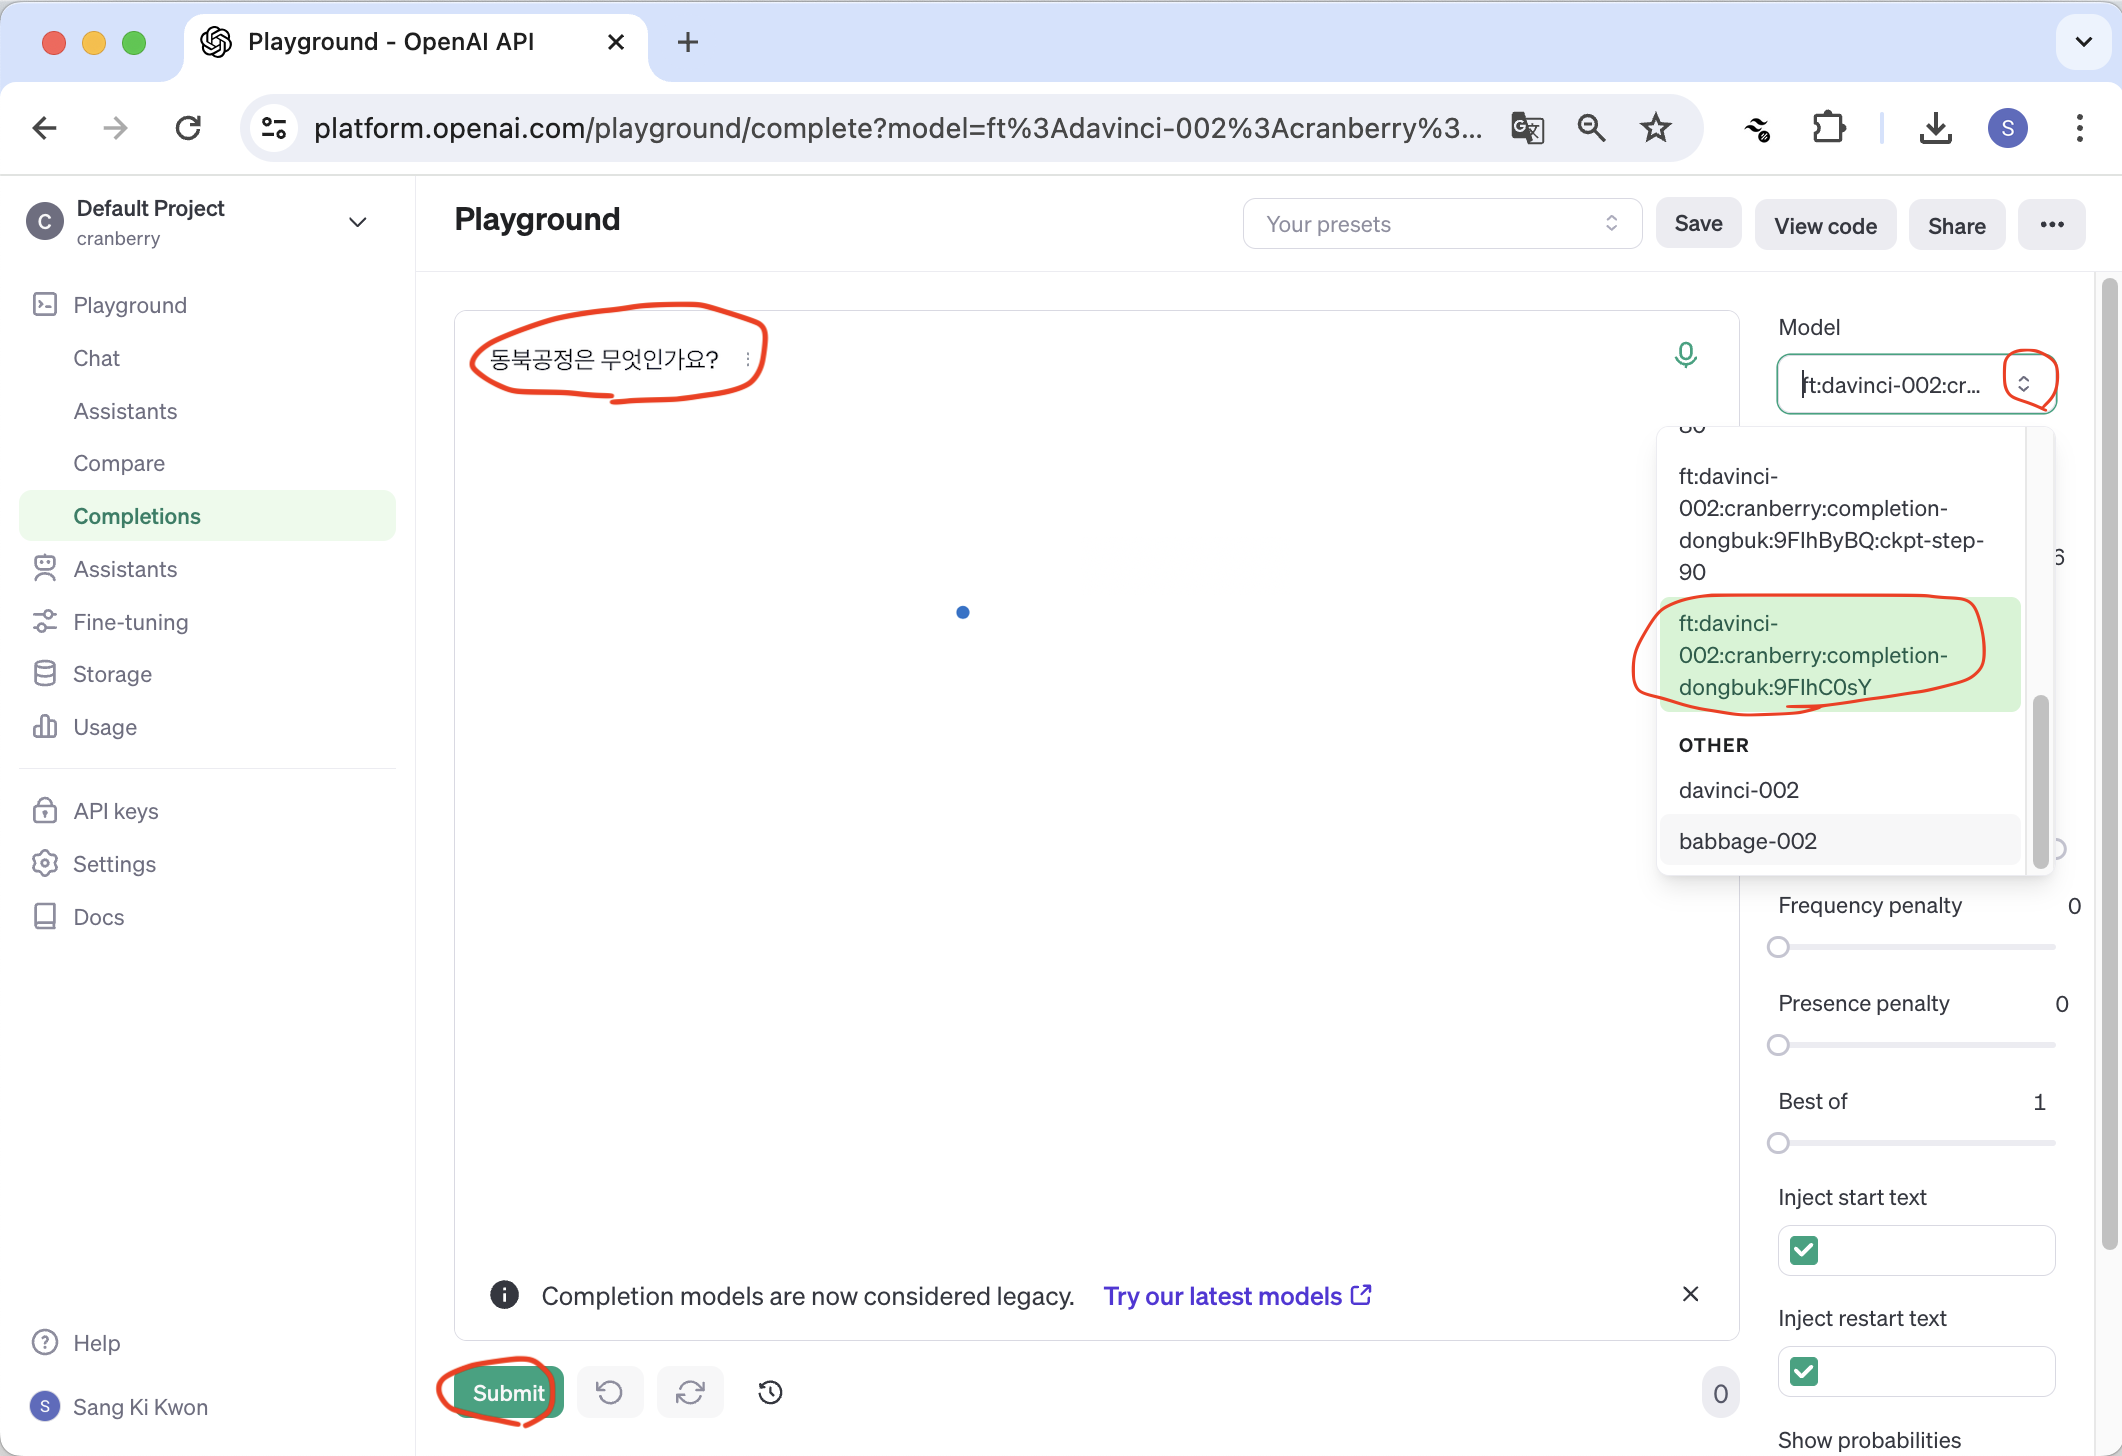 Playground - OpenAI API
platform.openai.com/playground/complete?model=ft%3Adavinci-002%3Acranberry%3...
S
C
Default Project
cranberry
Playground
Chat
Assistants
Compare
Completions
Assistants
Fine-tuning
Storage
Usage
API keys
Settings
Docs
Help
S
Sang Ki Kwon
Playground
Your presets
Save
View code
Share
동북공정은 무엇인가요?
Completion models are now considered legacy.
Try our latest models
Submit
0
Model
ft:davinci-002:cr...
80
ft:davinci-
002:cranberry:completion-
dongbuk:9FlhByBQ:ckpt-step-
90
ft:davinci-
002:cranberry:completion-
dongbuk:9FlhC0sY
OTHER
davinci-002
babbage-002
6
Frequency penalty
0
Presence penalty
0
Best of
1
Inject start text
Inject restart text
Show probabilities